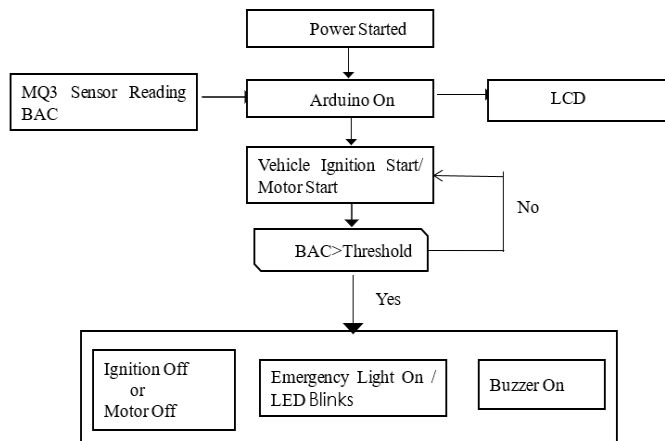 Power Started
MQ3 Sensor Reading
BAC
Arduino On
LCD
Vehicle Ignition Start/
Motor Start
No
BAC>Threshold
Yes
Ignition Off
or
Motor Off
Emergency Light On /
LED Blinks
Buzzer On